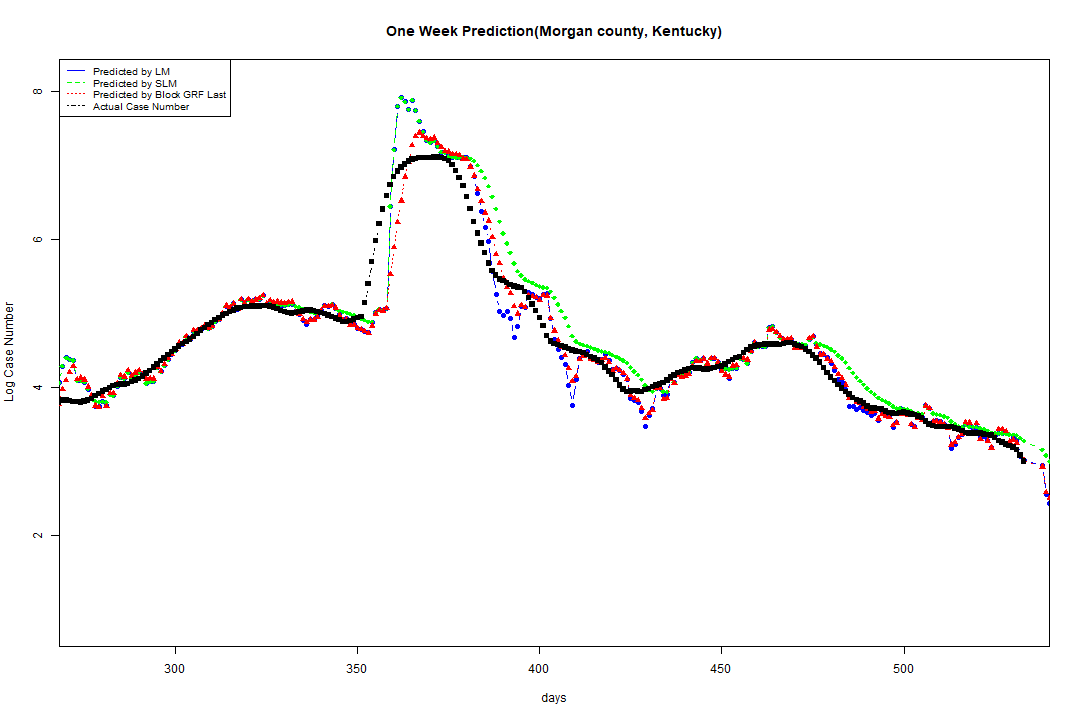 One Week Prediction(Morgan county, Kentucky)
Predicted by LM
Predicted by SLM
Predicted by Block GRF Last
Actual Case Number
8
6
4
2
Log Case Number
300 350 400 450 500
days